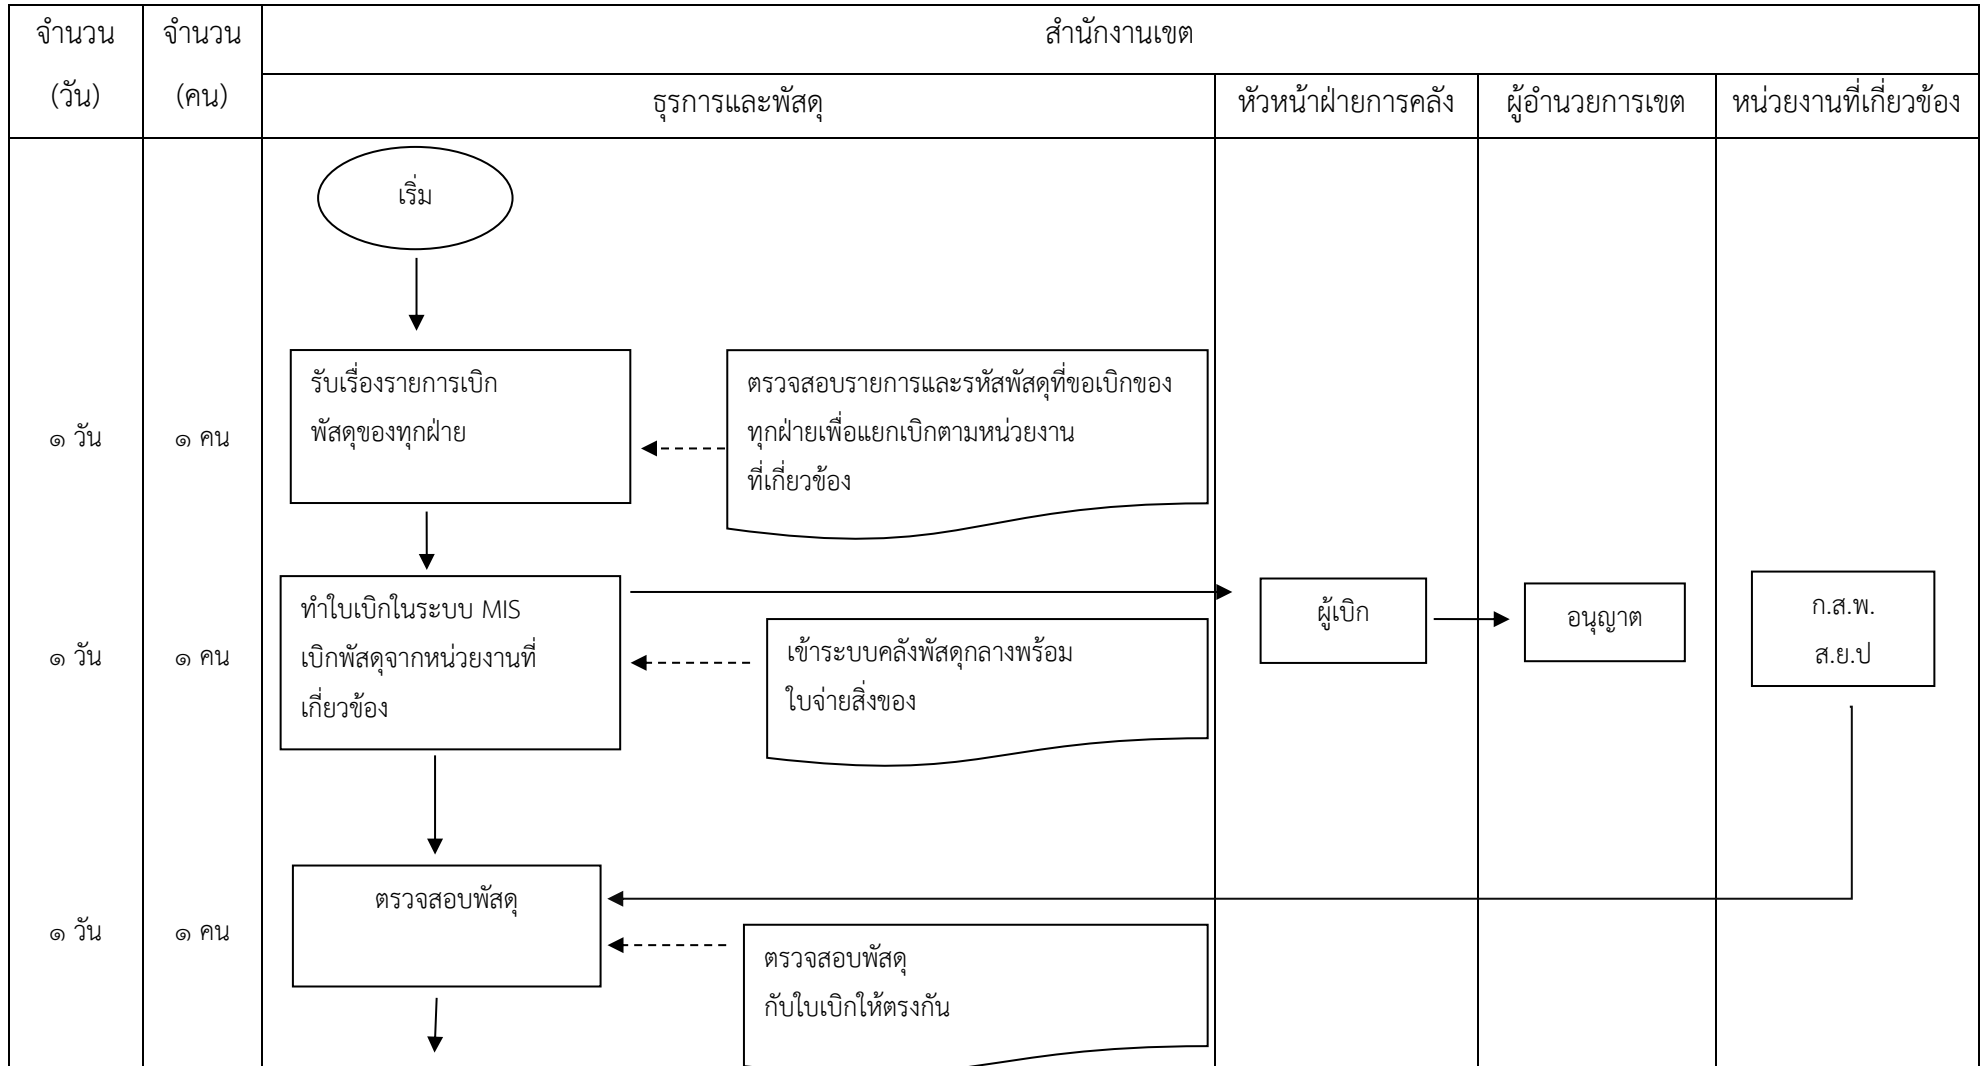 จำนวน
(วัน)
จำนวน
(คน)
สำนักงานเขต
ธุรการและพัสดุ
หัวหน้าฝ่ายการคลัง
ผู้อำนวยการเขต
หน่วยงานที่เกี่ยวข้อง
เริ่ม
๑ วัน
๑ คน
รับเรื่องรายการเบิก
พัสดุของทุกฝ่าย
ตรวจสอบรายการและรหัสพัสดุที่ขอเบิกของ
ทุกฝ่ายเพื่อแยกเบิกตามหน่วยงาน
ที่เกี่ยวข้อง
๑ วัน
๑ คน
ทำใบเบิกในระบบ MIS
เบิกพัสดุจากหน่วยงานที่
เกี่ยวข้อง
เข้าระบบคลังพัสดุกลางพร้อม
ใบจ่ายสิ่งของ
ผู้เบิก
อนุญาต
ก.ส.พ.
ส.ย.ป
๑ วัน
๑ คน
ตรวจสอบพัสดุ
ตรวจสอบพัสดุ
กับใบเบิกให้ตรงกัน